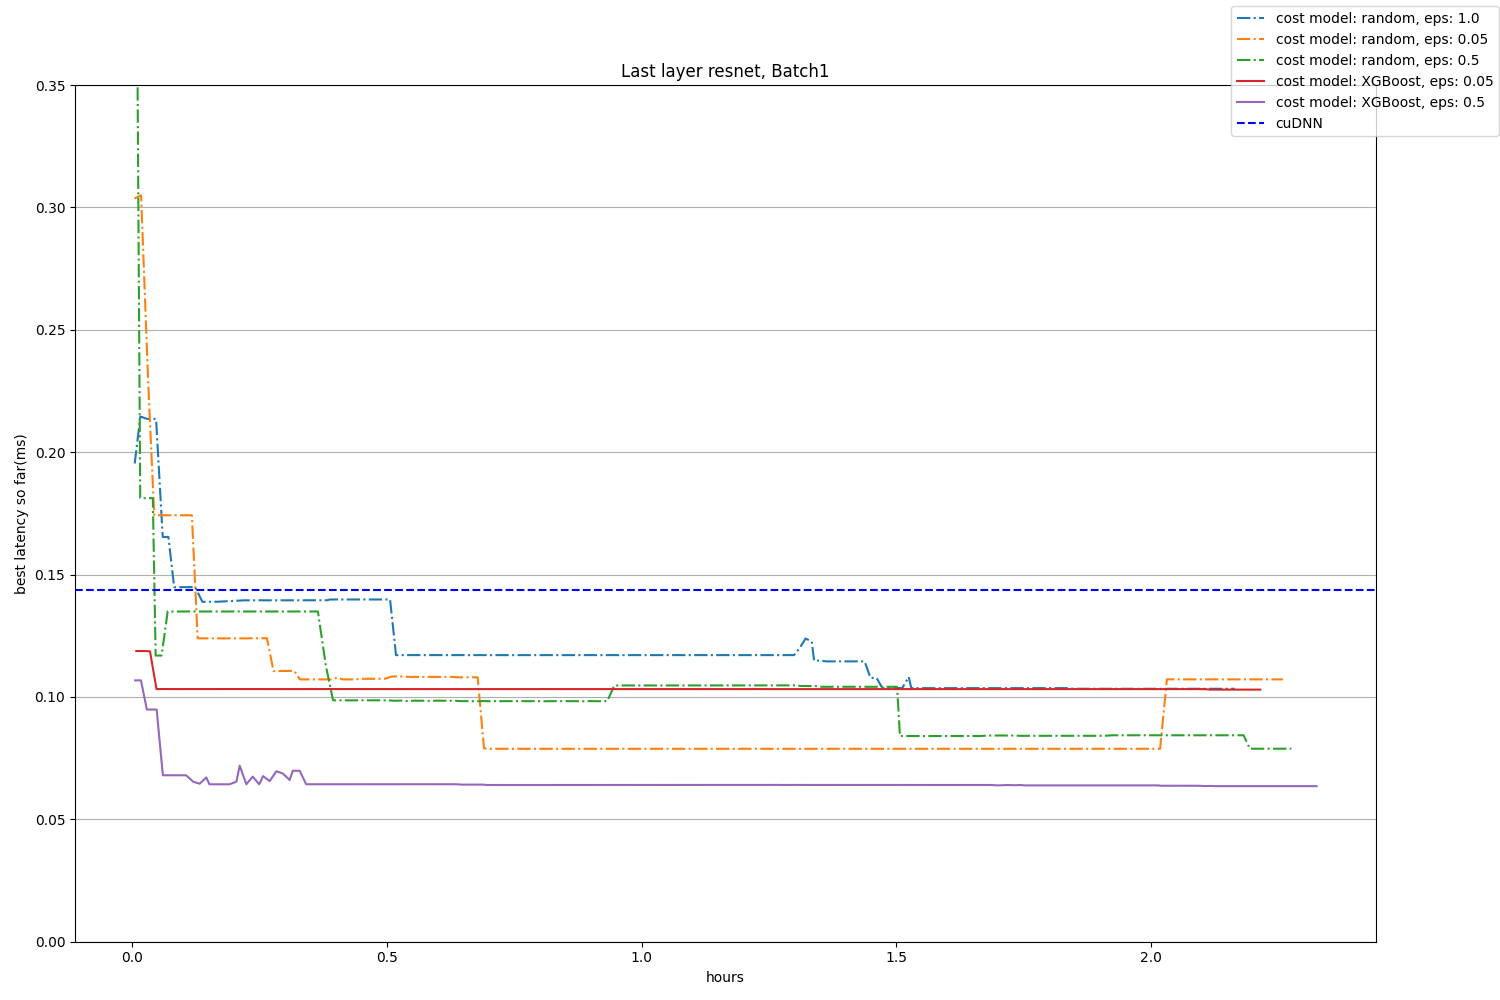 cost model: random, eps: 1.0
cost model: random, eps: 0.05
cost model: random, eps: 0.5
cost model: XGBoost, eps: 0.05
cost model: XGBoost, eps: 0.5
cuDNN
Last layer resnet, Batch1
0.35
0.30
0.25
0.20
0.15
0.10
0.05
0.00
best latency so far(ms)
0.0 0.5 1.0 1.5 2.0
hours